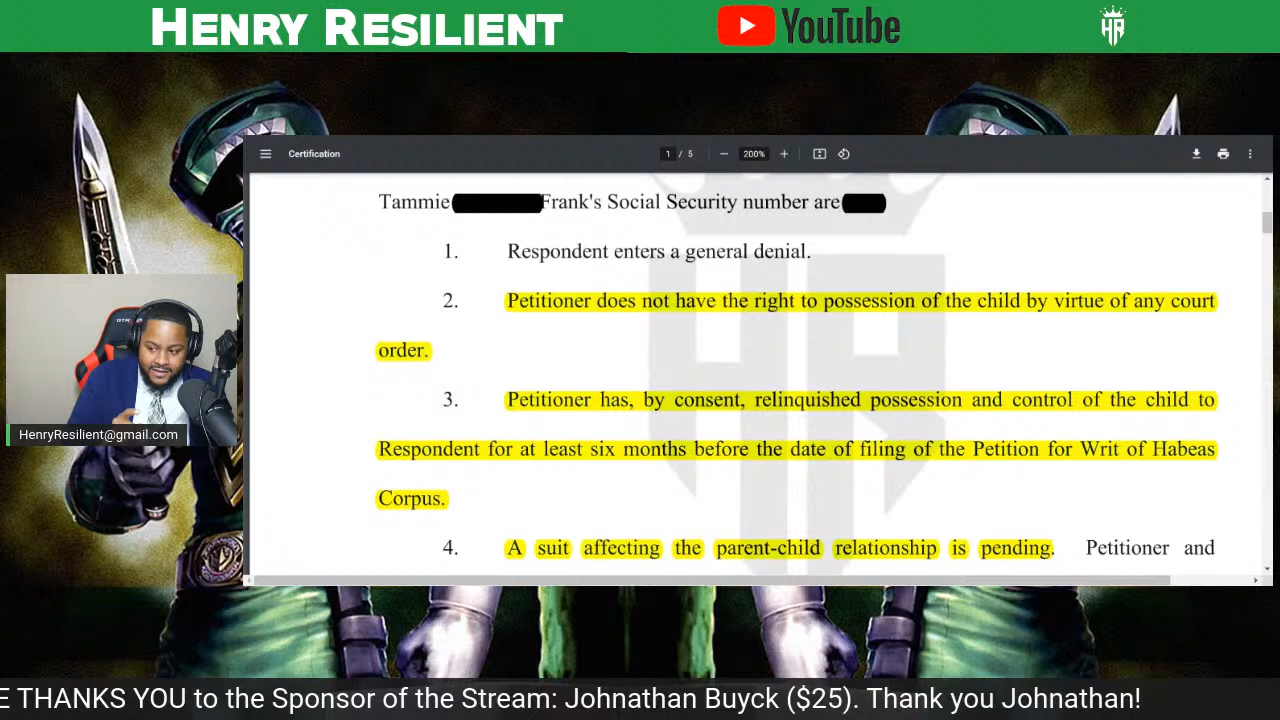 HENRY RESILIENT
YouTube
HR
Certification
1 / 5
200%
Tammie Frank's Social Security number are
1. Respondent enters a general denial.
2. Petitioner does not have the right to possession of the child by virtue of any court
order.
3. Petitioner has, by consent, relinquished possession and control of the child to
Respondent for at least six months before the date of filing of the Petition for Writ of Habeas
Corpus.
4. A suit affecting the parent-child relationship is pending. Petitioner and
HenryResilient@gmail.com
E THANKS YOU to the Sponsor of the Stream: Johnathan Buyck ($25). Thank you Johnathan!